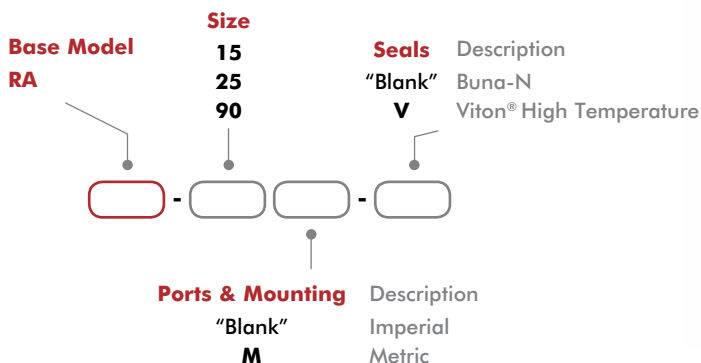 Size
Base Model
15
Seals Description
RA
25
"Blank" Buna-N
90
V Viton® High Temperature
- -
Ports & Mounting Description
"Blank" Imperial
M Metric